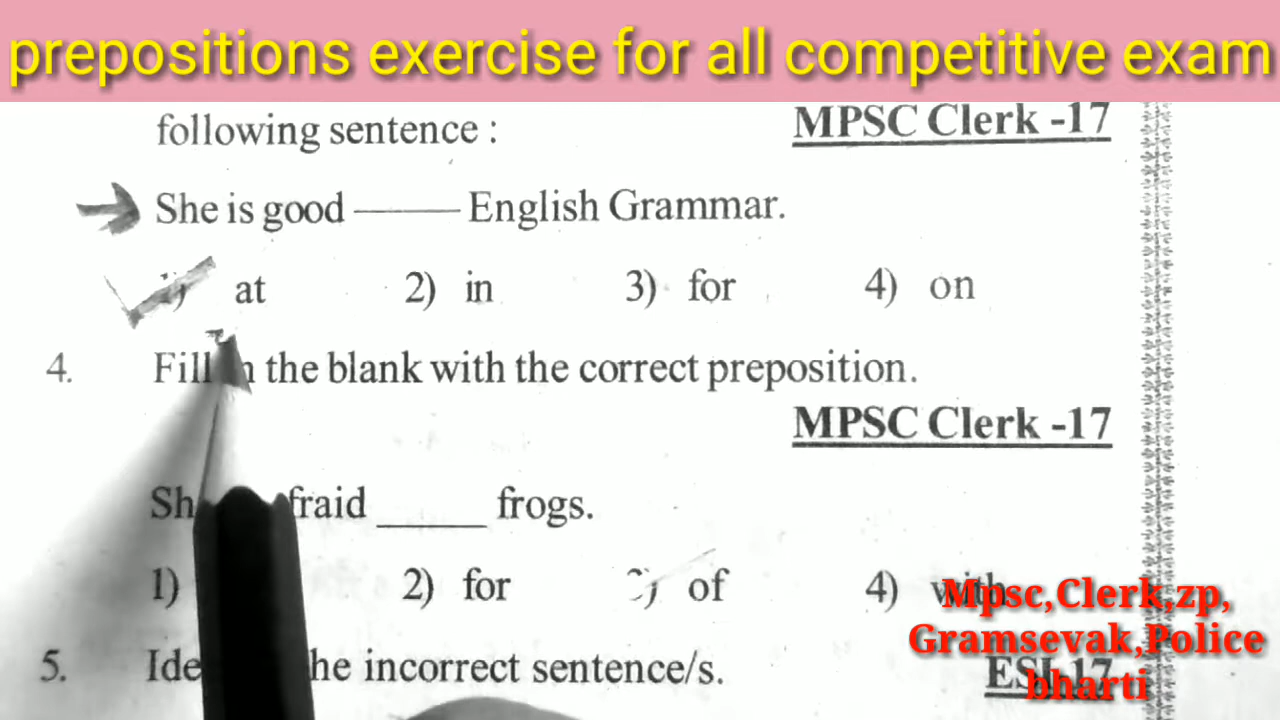 prepositions exercise for all competitive exam
following sentence : MPSC Clerk -17
She is good —— English Grammar.
at 2) in 3) for 4) on
4. Fill the blank with the correct preposition.
MPSC Clerk -17
fraid _____ frogs.
1) 2) for of 4) with
5. incorrect sentence/s.
Mpsc,Clerk,zp,
Gramsevak,Police
bharti